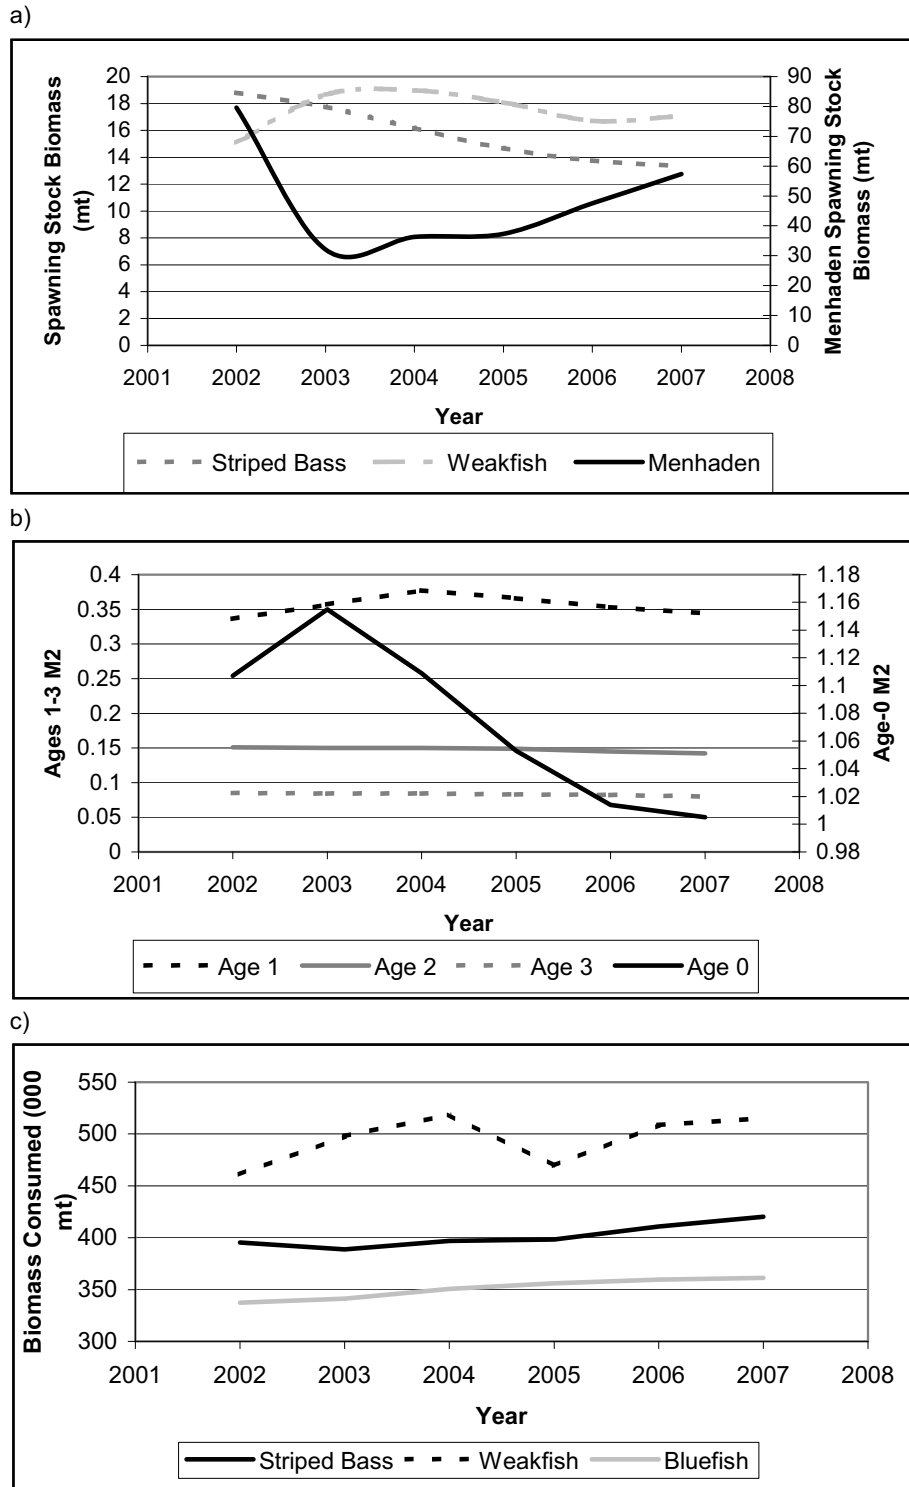 a)
Spawning Stock Biomass
(mt)
20
18
16
14
12
10
8
6
4
2
0
90
80
70
60
50
40
30
20
10
0
Menhaden Spawning Stock
Biomass (mt)
2001 2002 2003 2004 2005 2006 2007 2008
Year
Striped Bass Weakfish Menhaden
b)
Ages 1-3 M2
0.4
0.35
0.3
0.25
0.2
0.15
0.1
0.05
0
1.18
1.16
1.14
1.12
1.1
1.08
1.06
1.04
1.02
1
0.98
Age-0 M2
2001 2002 2003 2004 2005 2006 2007 2008
Year
Age 1 Age 2 Age 3 Age 0
c)
Biomass Consumed (000
mt)
550
500
450
400
350
300
2001 2002 2003 2004 2005 2006 2007 2008
Year
Striped Bass Weakfish Bluefish